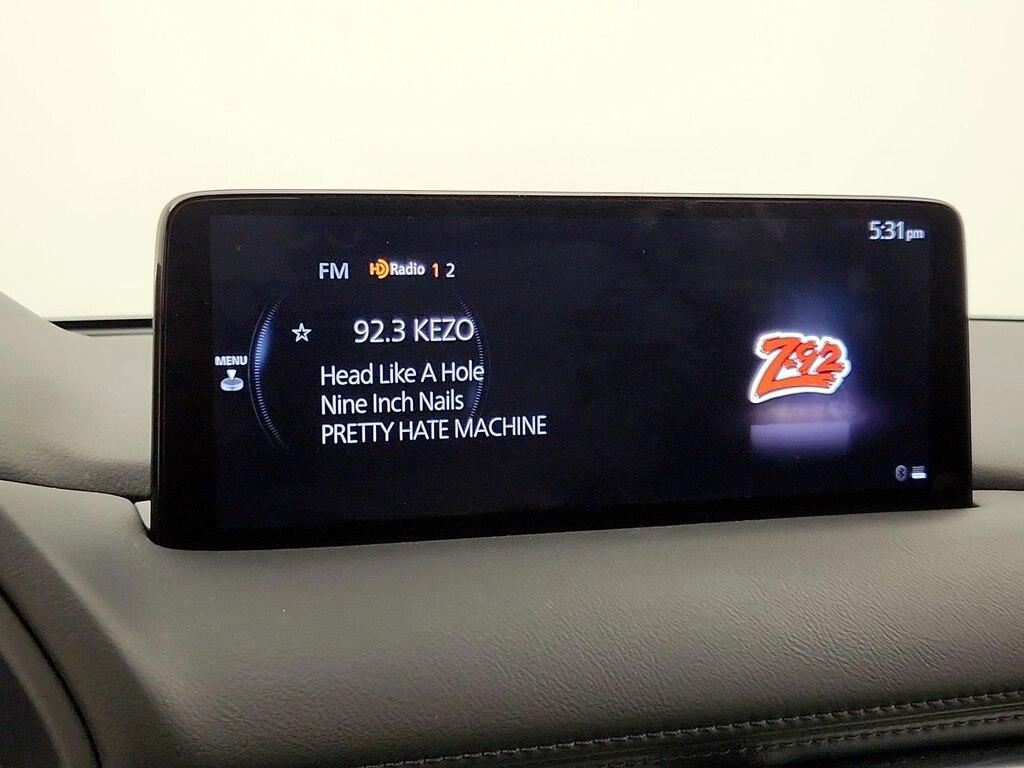 5:31 pm
FM HD Radio 1 2
92.3 KEZO
MENU
Head Like A Hole
Nine Inch Nails
PRETTY HATE MACHINE
Z-92